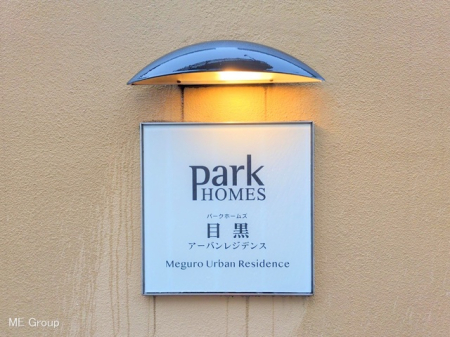 park
HOMES
パークホームズ
目黒
アーバンレジデンス
Meguro Urban Residence
ME Group